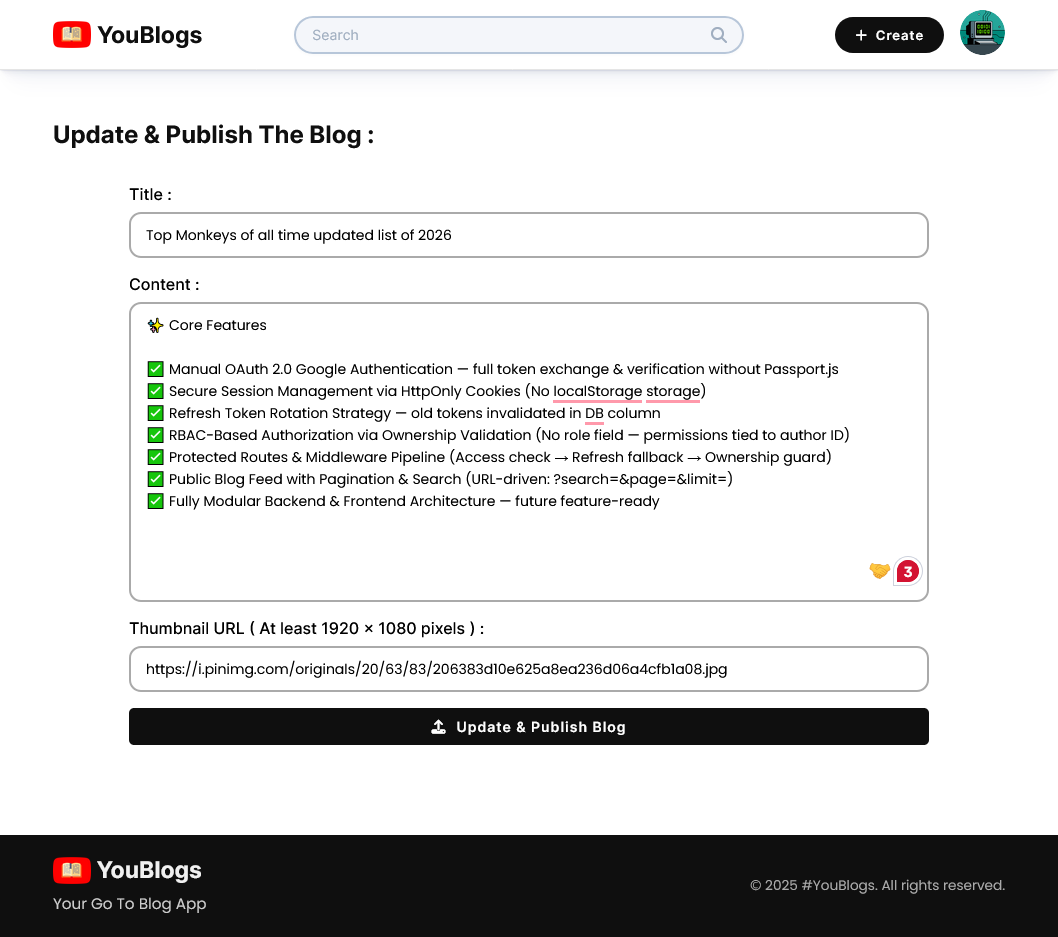 YouBlogs
Search
+ Create
Update & Publish The Blog :
Title :
Top Monkeys of all time updated list of 2026
Content :
✨ Core Features
✅ Manual OAuth 2.0 Google Authentication — full token exchange & verification without Passport.js
✅ Secure Session Management via HttpOnly Cookies (No localStorage storage)
✅ Refresh Token Rotation Strategy — old tokens invalidated in DB column
✅ RBAC-Based Authorization via Ownership Validation (No role field — permissions tied to author ID)
✅ Protected Routes & Middleware Pipeline (Access check → Refresh fallback → Ownership guard)
✅ Public Blog Feed with Pagination & Search (URL-driven: ?search=&page=&limit=)
✅ Fully Modular Backend & Frontend Architecture — future feature-ready
3
Thumbnail URL ( At least 1920 × 1080 pixels ) :
https://i.pinimg.com/originals/20/63/83/206383d10e625a8ea236d06a4cfb1a08.jpg
Update & Publish Blog
YouBlogs
Your Go To Blog App
© 2025 #YouBlogs. All rights reserved.